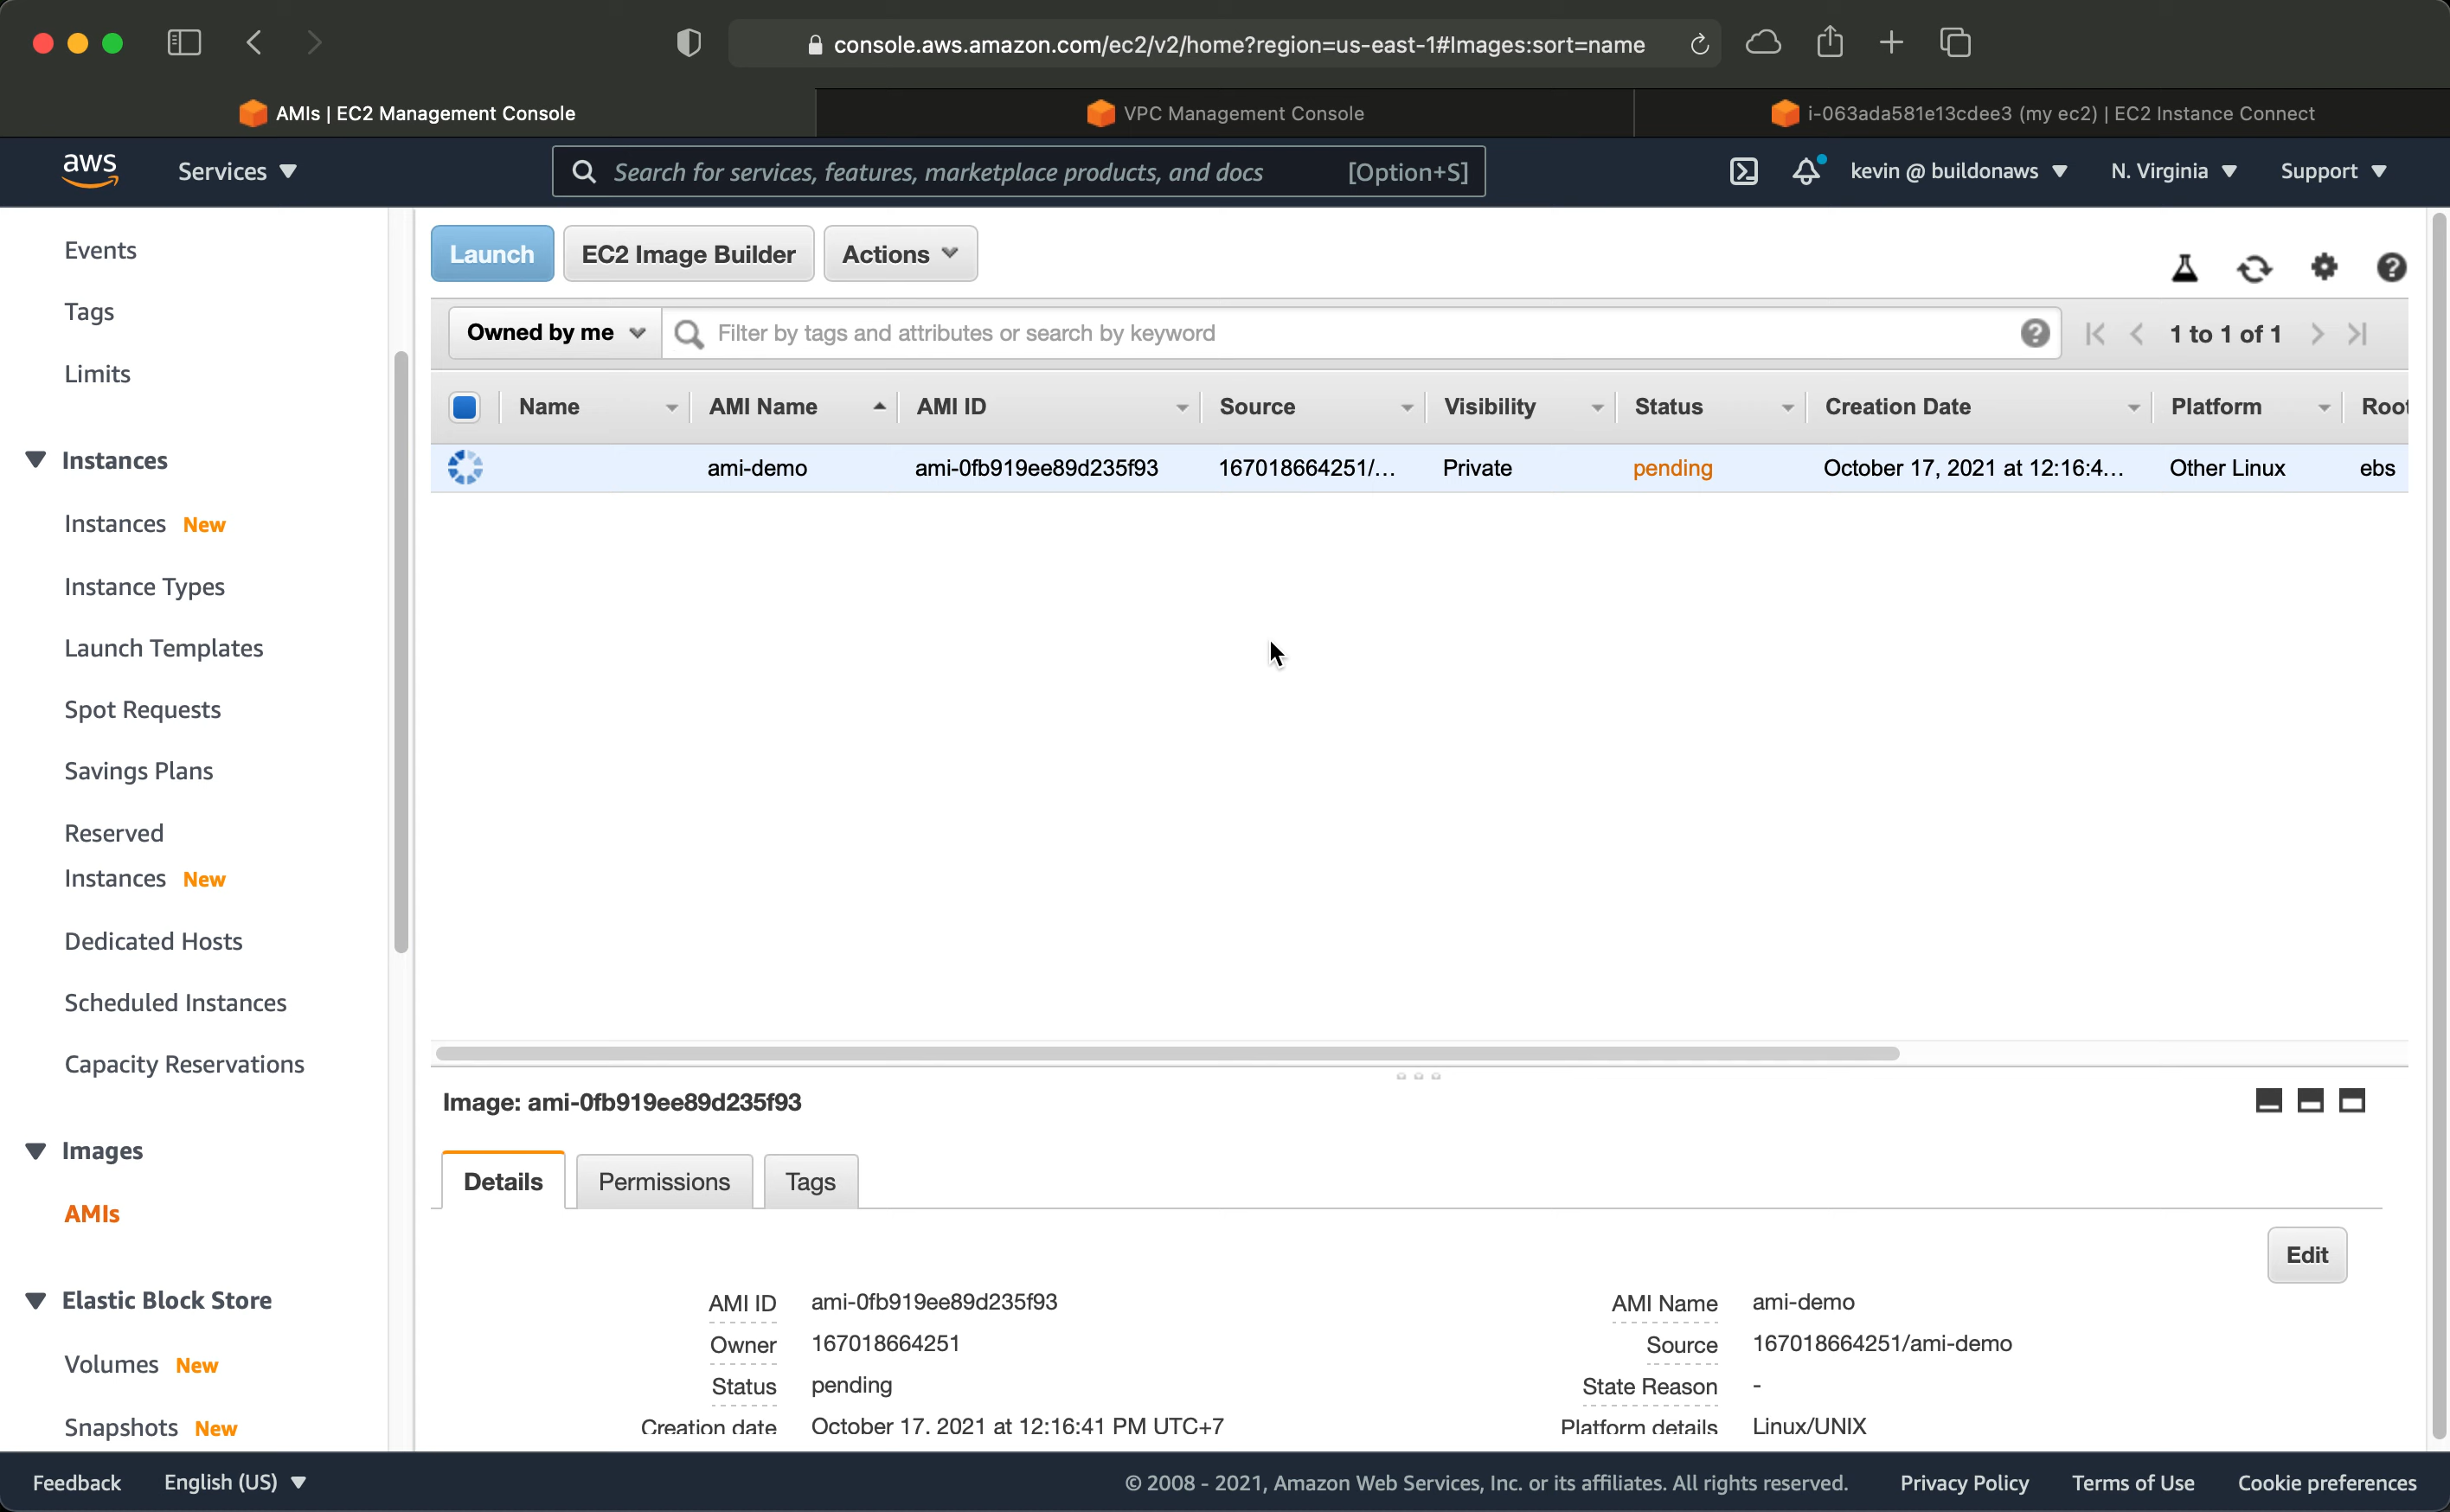 console.aws.amazon.com/ec2/v2/home?region=us-east-1#Images:sort=name
AMIs | EC2 Management Console
VPC Management Console
i-063ada581e13cdee3 (my ec2) | EC2 Instance Connect
aws
Services
Search for services, features, marketplace products, and docs
[Option+S]
kevin @ buildonaws
N. Virginia
Support
Events
Tags
Limits
Instances
Instances New
Instance Types
Launch Templates
Spot Requests
Savings Plans
Reserved
Instances New
Dedicated Hosts
Scheduled Instances
Capacity Reservations
Images
AMIs
Elastic Block Store
Volumes New
Snapshots New
Launch
EC2 Image Builder
Actions
Owned by me
Filter by tags and attributes or search by keyword
1 to 1 of 1
Name AMI Name AMI ID Source Visibility Status Creation Date Platform Root
ami-demo ami-0fb919ee89d235f93 167018664251/... Private pending October 17, 2021 at 12:16:4... Other Linux ebs
Image: ami-0fb919ee89d235f93
Details
Permissions
Tags
Edit
AMI ID ami-0fb919ee89d235f93
AMI Name ami-demo
Owner 167018664251
Source 167018664251/ami-demo
Status pending
State Reason -
Creation date October 17, 2021 at 12:16:41 PM UTC+7
Platform details Linux/UNIX
Feedback
English (US)
© 2008 - 2021, Amazon Web Services, Inc. or its affiliates. All rights reserved.
Privacy Policy
Terms of Use
Cookie preferences